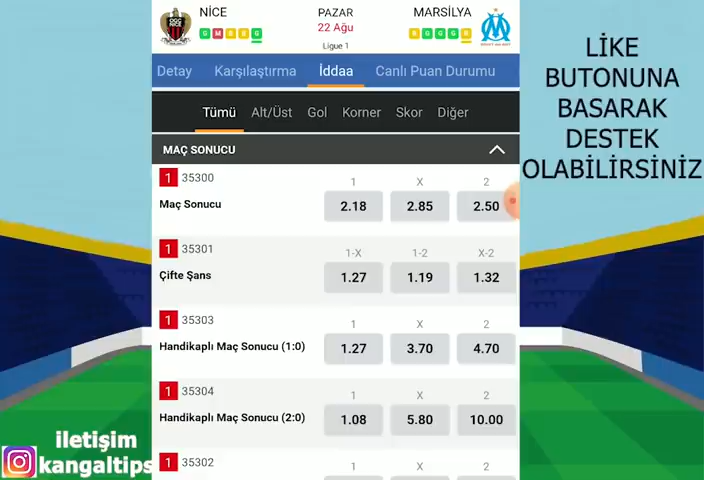 NİCE
G M B B G
PAZAR
22 Ağu
Ligue 1
MARSİLYA
B G G G B
Detay Karşılaştırma İddaa Canlı Puan Durumu
Tümü Alt/Üst Gol Korner Skor Diğer
MAÇ SONUCU
1 35300
1 X 2
Maç Sonucu 2.18 2.85 2.50
1 35301
1-X 1-2 X-2
Çifte Şans 1.27 1.19 1.32
1 35303
1 X 2
Handikaplı Maç Sonucu (1:0) 1.27 3.70 4.70
1 35304
1 X 2
Handikaplı Maç Sonucu (2:0) 1.08 5.80 10.00
1 35302
1 X 2
LİKE
BUTONUNA
BASARAK
DESTEK
OLABİLİRSİNİZ
iletişim
kangaltips